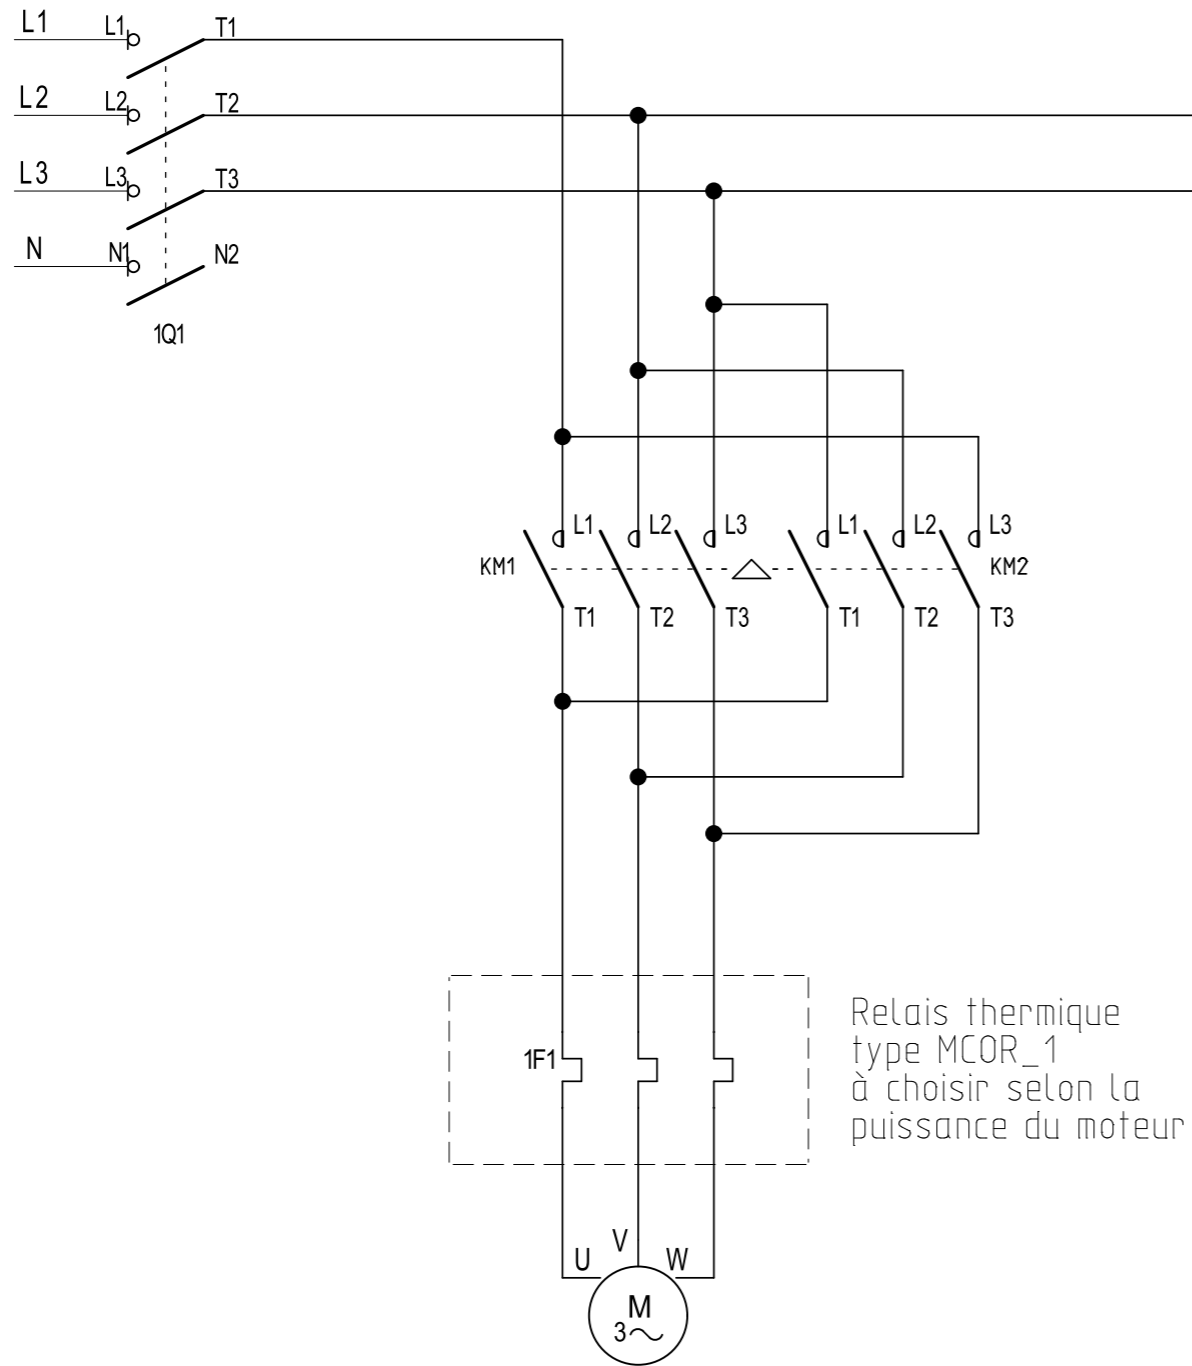 L1 L1 T1
L2 L2 T2
L3 L3 T3
N N1 N2
1Q1
L1 L2 L3 L1 L2 L3
KM1 KM2
T1 T2 T3 T1 T2 T3
Relais thermique
type MCOR_1
à choisir selon la
puissance du moteur
1F1
U V W
M
3~